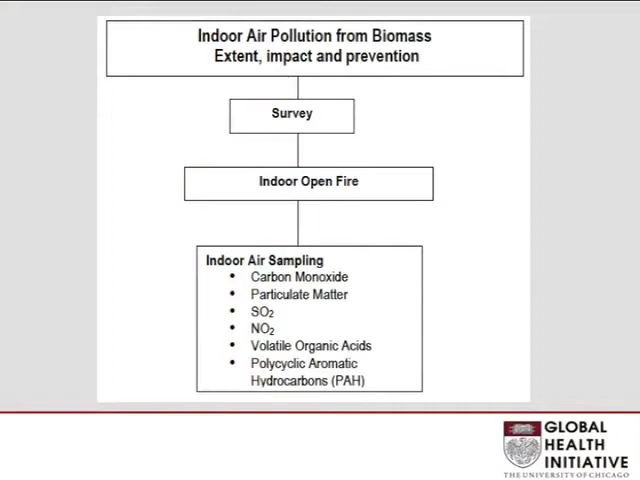 Indoor Air Pollution from Biomass
Extent, impact and prevention
Survey
Indoor Open Fire
Indoor Air Sampling
• Carbon Monoxide
• Particulate Matter
• SO2
• NO2
• Volatile Organic Acids
• Polycyclic Aromatic
Hydrocarbons (PAH)
GLOBAL
HEALTH
INITIATIVE
THE UNIVERSITY OF CHICAGO